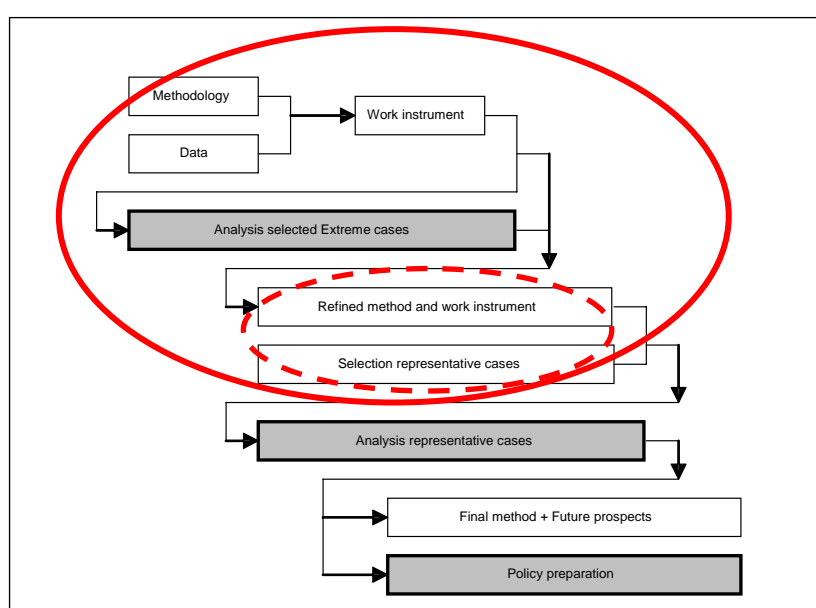 Methodology
Work instrument
Data
Analysis selected Extreme cases
Refined method and work instrument
Selection representative cases
Analysis representative cases
Final method + Future prospects
Policy preparation